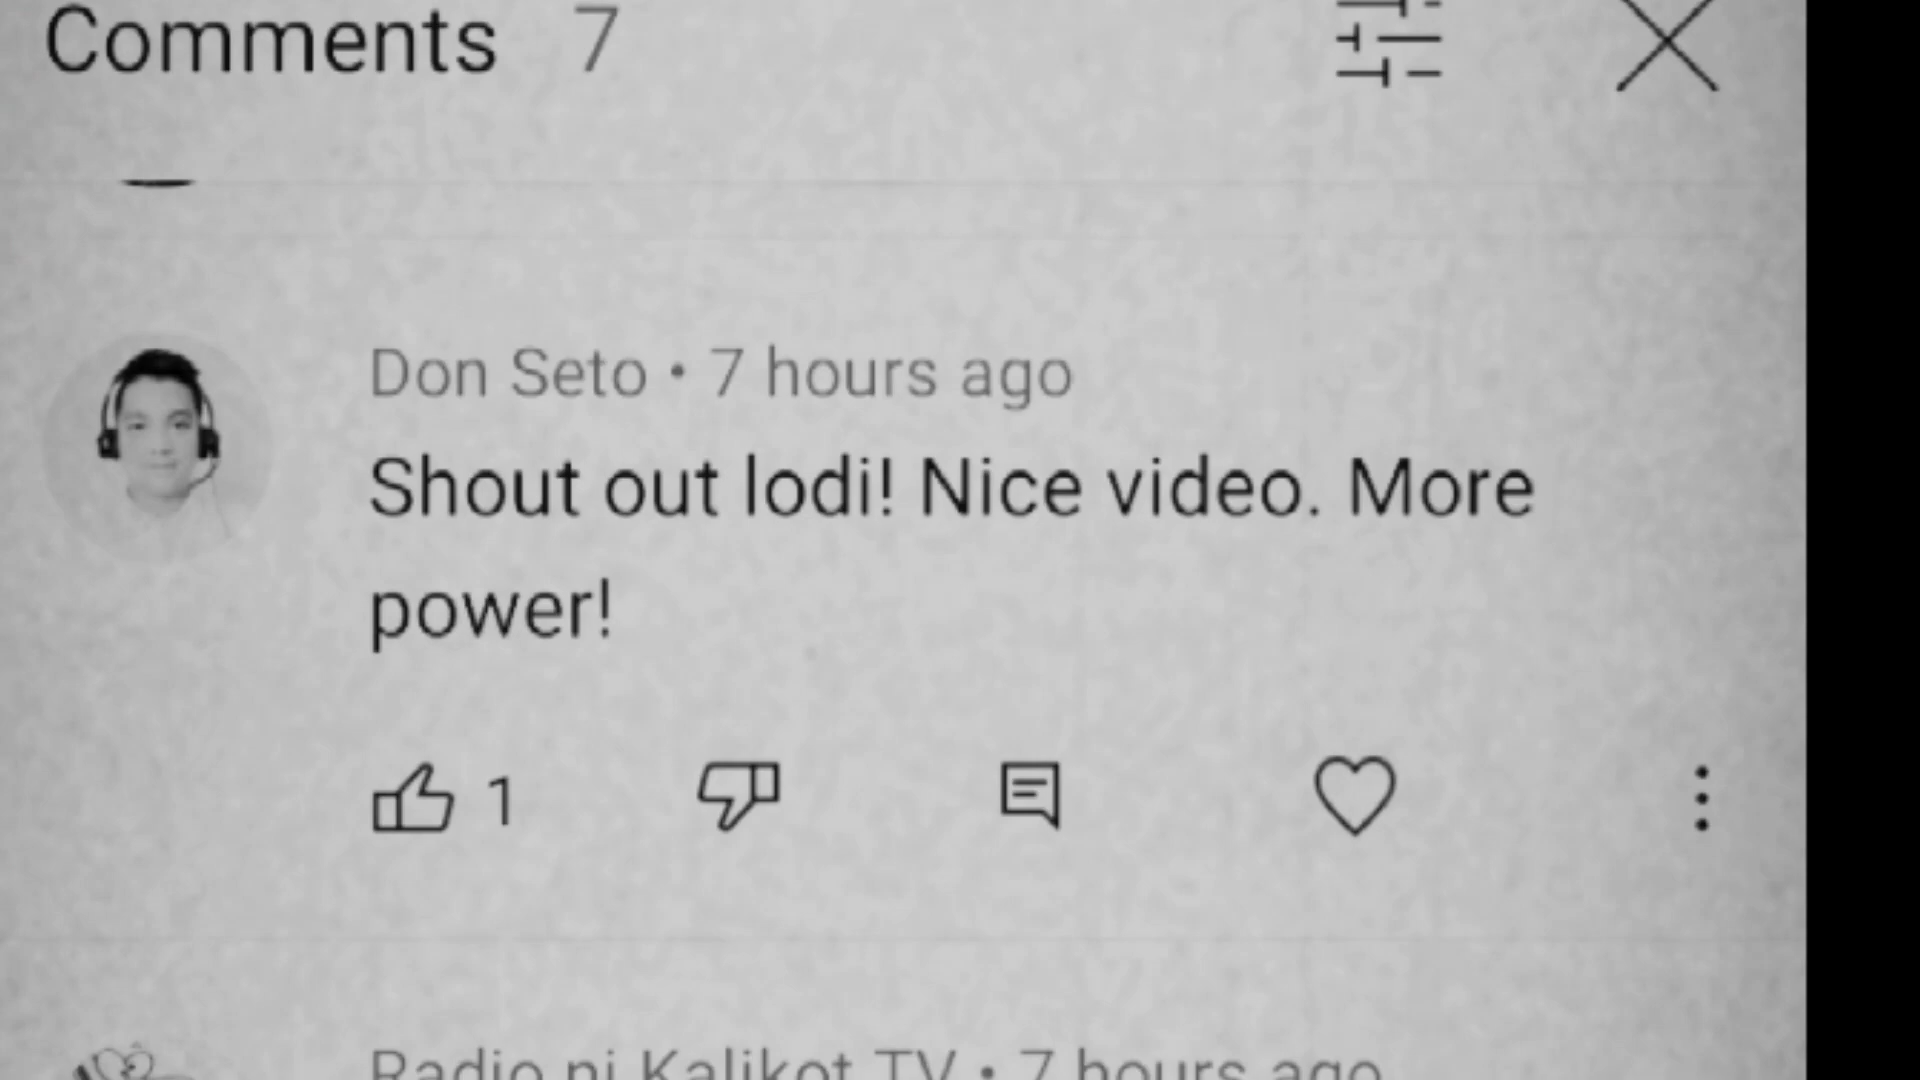 Comments 7
Don Seto • 7 hours ago
Shout out lodi! Nice video. More
power!
1
Radio ni Kalikot TV • 7 hours ago